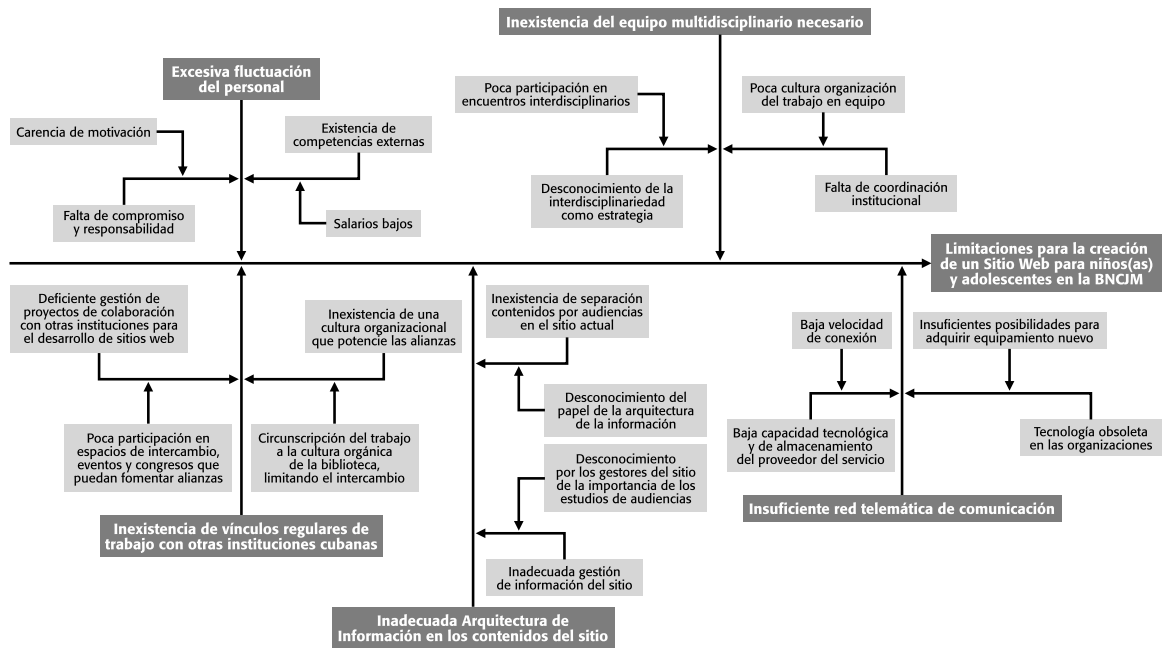 Inexistencia del equipo multidisciplinario necesario
Excesiva fluctuación
del personal
Poca participación en
encuentros interdisciplinarios
Poca cultura organización
del trabajo en equipo
Carencia de motivación
Existencia de
competencias externas
Falta de compromiso
y responsabilidad
Salarios bajos
Desconocimiento de la
interdisciplinariedad
como estrategia
Falta de coordinación
institucional
Limitaciones para la creación
de un Sitio Web para niños(as)
y adolescentes en la BNCJM
Deficiente gestión de
proyectos de colaboración
con otras instituciones para
el desarrollo de sitios web
Inexistencia de una
cultura organizacional
que potencie las alianzas
Inexistencia de separación
contenidos por audiencias
en el sitio actual
Baja velocidad
de conexión
Insuficientes posibilidades para
adquirir equipamiento nuevo
Desconocimiento del
papel de la arquitectura
de la información
Poca participación en
espacios de intercambio,
eventos y congresos que
puedan fomentar alianzas
Circunscripción del trabajo
a la cultura orgánica
de la biblioteca,
limitando el intercambio
Baja capacidad tecnológica
y de almacenamiento
del proveedor del servicio
Tecnología obsoleta
en las organizaciones
Desconocimiento
por los gestores del sitio
de la importancia de los
estudios de audiencias
Insuficiente red telemática de comunicación
Inexistencia de vínculos regulares de
trabajo con otras instituciones cubanas
Inadecuada gestión
de información del sitio
Inadecuada Arquitectura de
Información en los contenidos del sitio